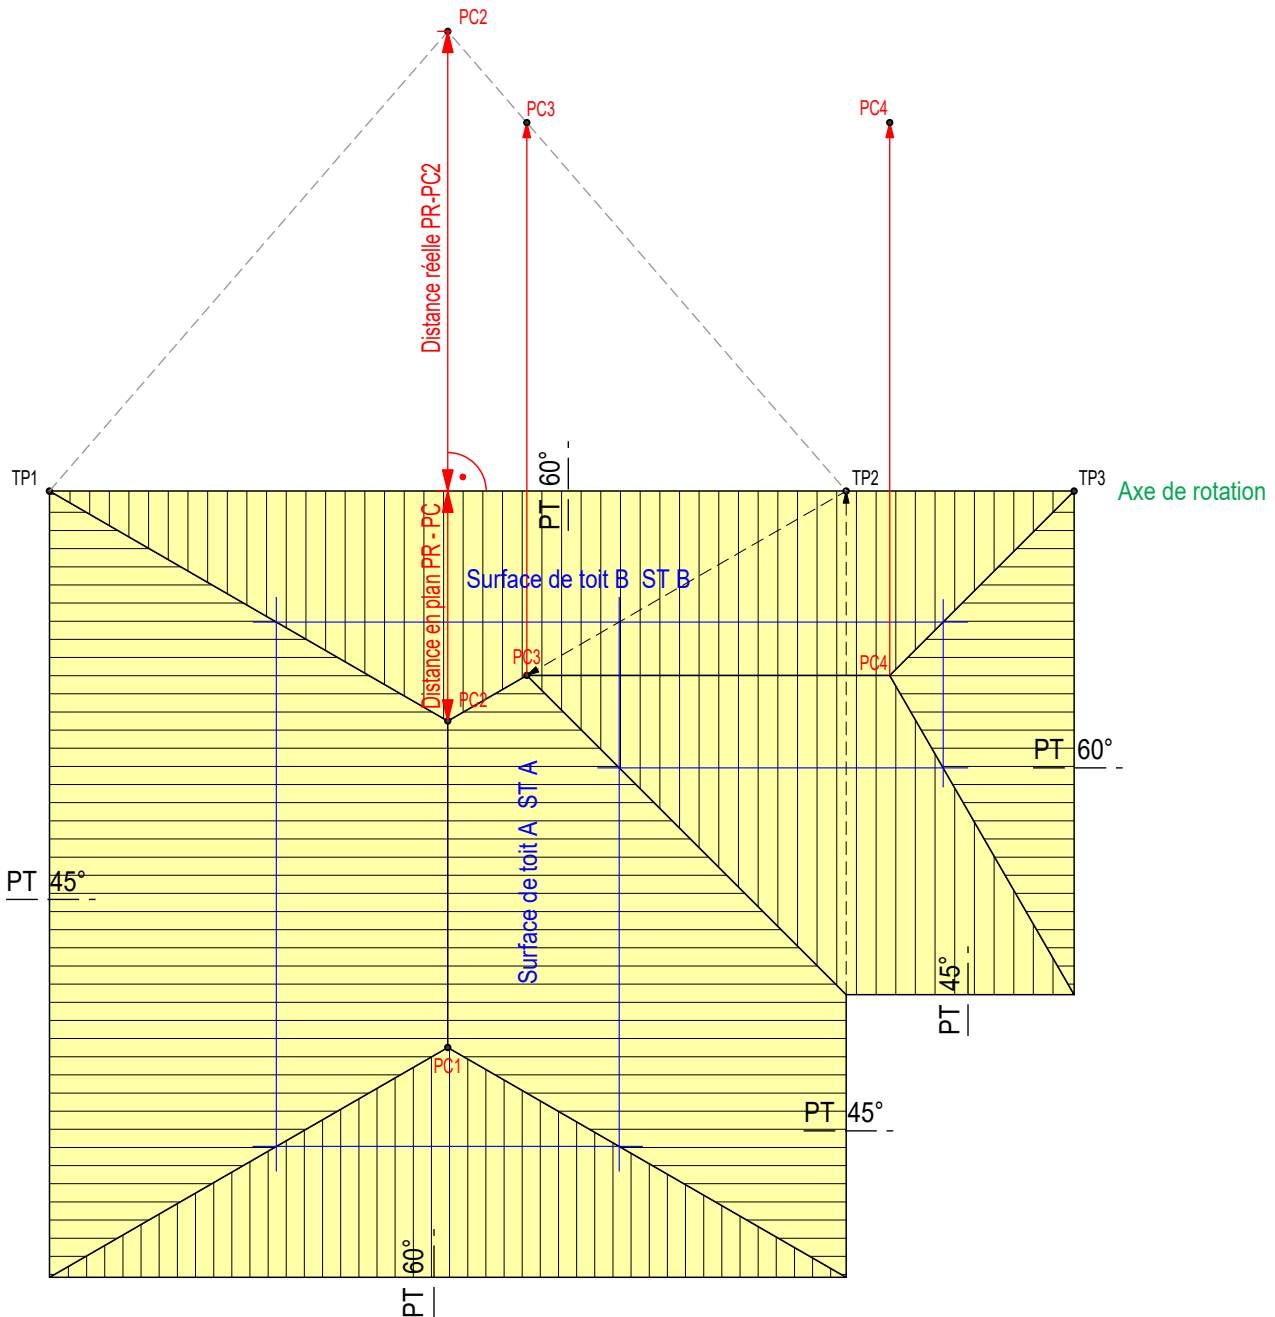 PC2
PC3
PC4
Distance réelle PR-PC2
TP1
PT 60°
TP2
TP3
Axe de rotation
Distance en plan PR - PC
Surface de toit B ST B
PC3
PC4
PC2
PT 60°
Surface de toit A ST A
PT 45°
PT 45°
PC1
PT 45°
PT 60°